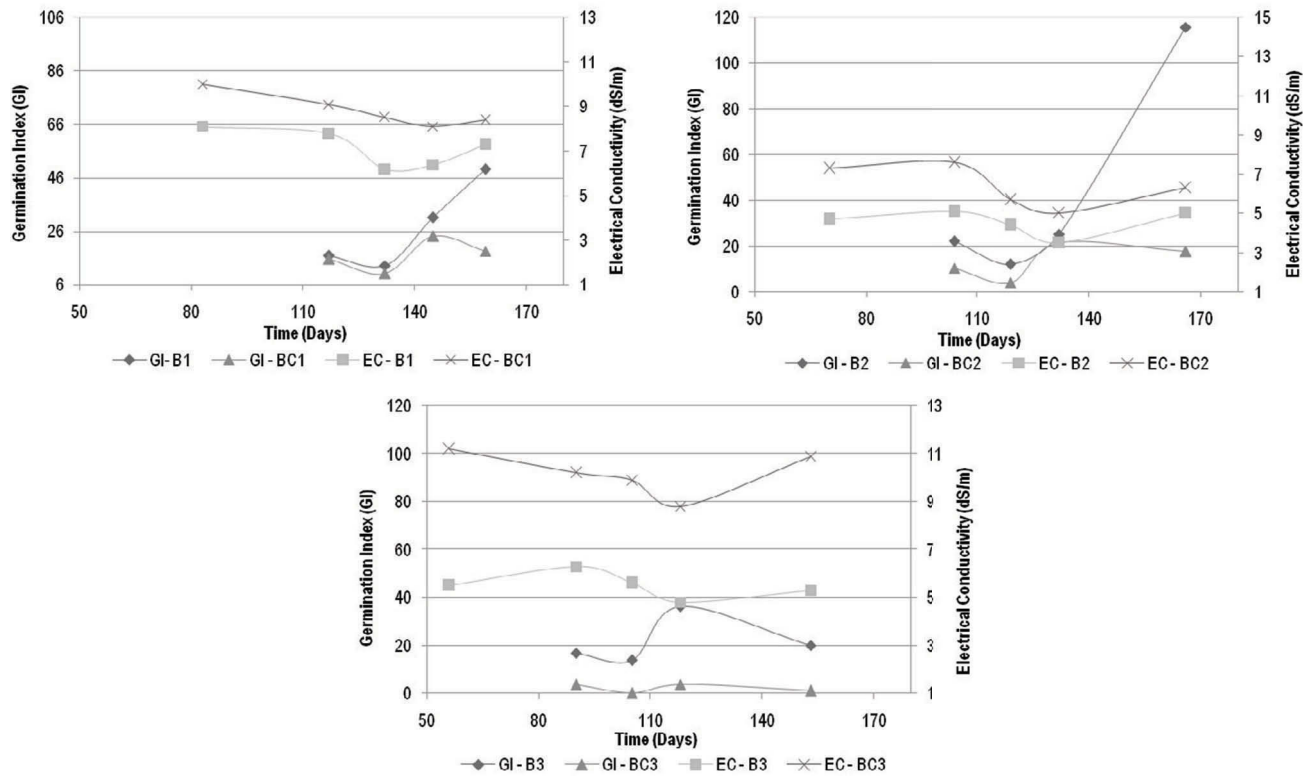 106
86
66
46
26
6
Germination Index (GI)
13
11
9
7
5
3
1
Electrical Conductivity (dS/m)
50 80 110 140 170
Time (Days)
GI - B1 GI - BC1 EC - B1 EC - BC1
120
100
80
60
40
20
0
Germination Index (GI)
15
13
11
9
7
5
3
1
Electrical Conductivity (dS/m)
50 80 110 140 170
Time (Days)
GI - B2 GI - BC2 EC - B2 EC - BC2
120
100
80
60
40
20
0
Germination Index (GI)
13
11
9
7
5
3
1
Electrical Conductivity (dS/m)
50 80 110 140 170
Time (Days)
GI - B3 GI - BC3 EC - B3 EC - BC3